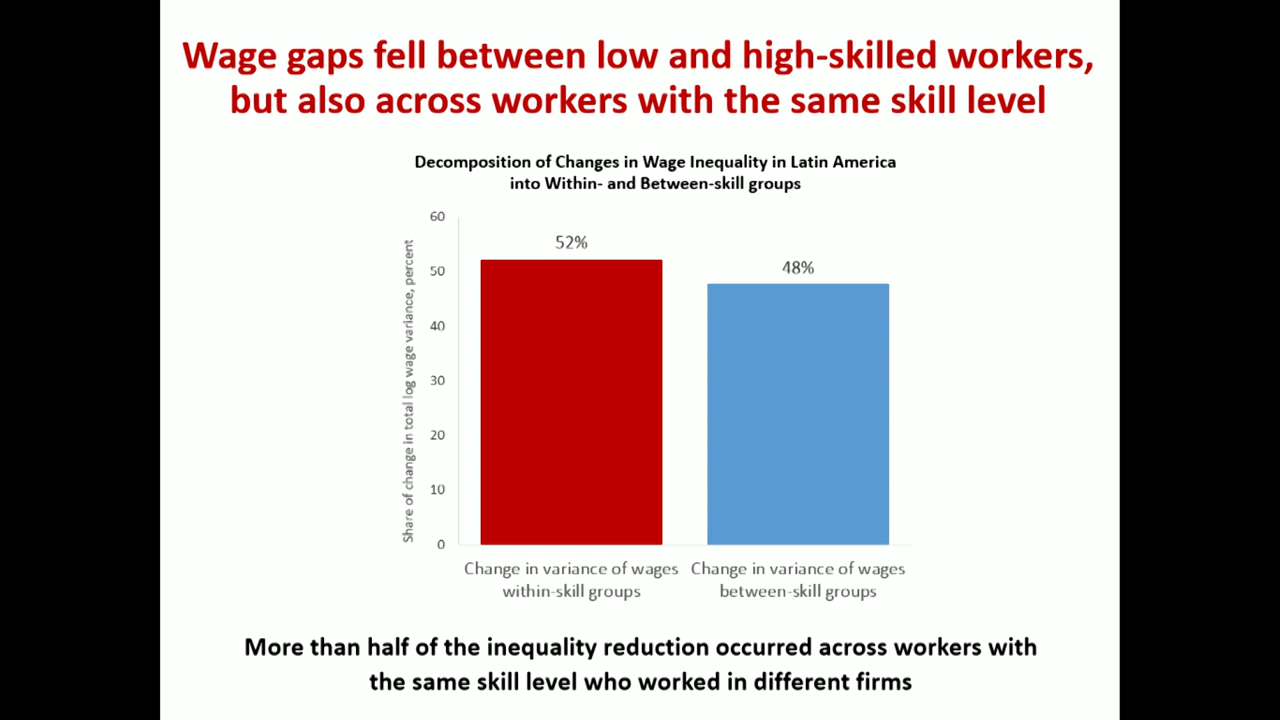 Wage gaps fell between low and high-skilled workers,
but also across workers with the same skill level
Decomposition of Changes in Wage Inequality in Latin America
into Within- and Between-skill groups
Share of change in total log wage variance, percent
60
50
40
30
20
10
0
52%
48%
Change in variance of wages
within-skill groups
Change in variance of wages
between-skill groups
More than half of the inequality reduction occurred across workers with
the same skill level who worked in different firms